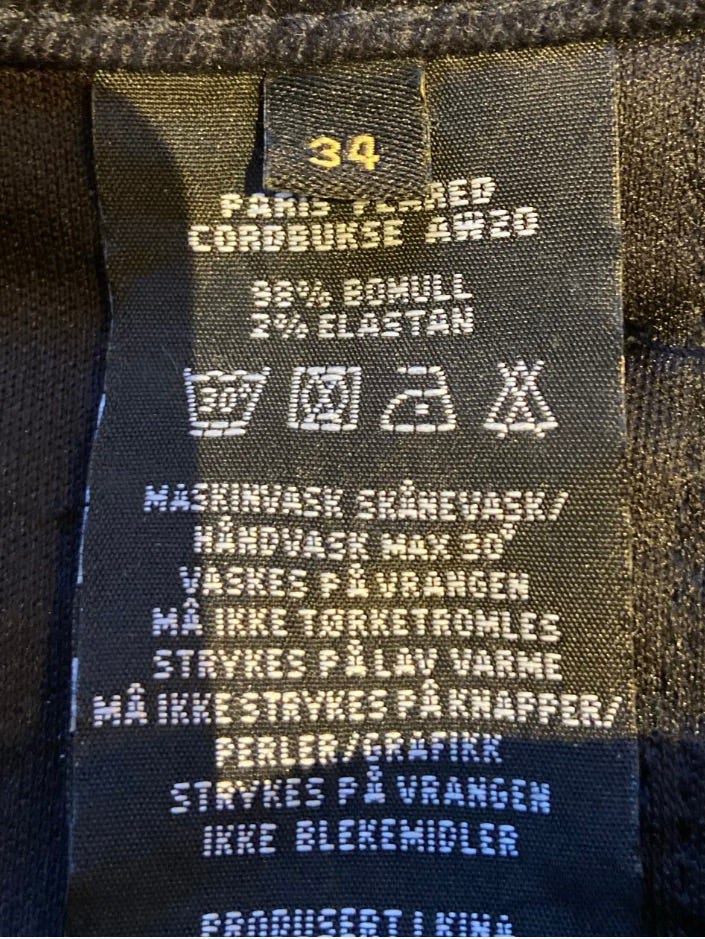 34
PARIS FLARED
CORDBUKSE AW20
98% BOMULL
2% ELASTAN
30°
MASKINVASK SKÅNEVASK/
HÅNDVASK MAX 30°
VASKES PÅ VRANGEN
MÅ IKKE TØRKETROMLES
STRYKES PÅ LAV VARME
MÅ IKKE STRYKES PÅ KNAPPER/
PERLER/GRAFIKK
STRYKES PÅ VRANGEN
IKKE BLEKEMIDLER
PRODUSERT I KINA